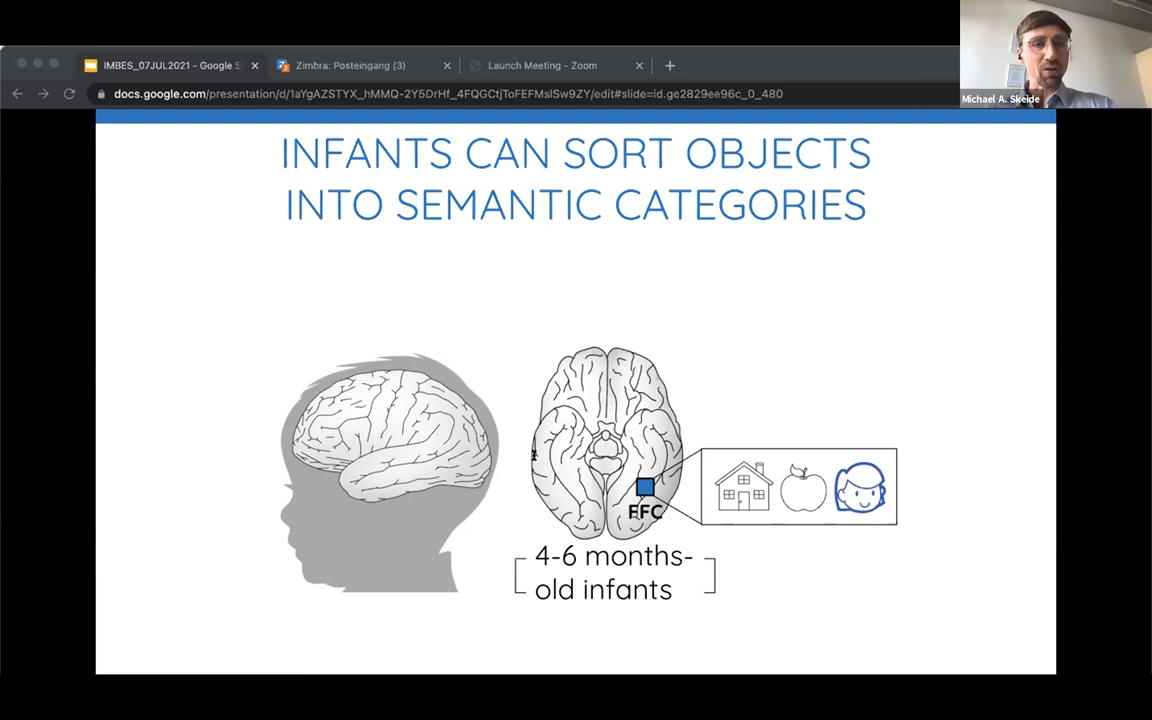 IMBES_07JUL2021 - Google S
Zimbra: Posteingang (3)
Launch Meeting - Zoom
docs.google.com/presentation/d/1aYgAZSTYX_hMMQ-2Y5DrHf_4FQGCtjToFEFMslSw9ZY/edit#slide=id.ge2829ee96c_0_480
Michael A. Skeide
INFANTS CAN SORT OBJECTS
INTO SEMANTIC CATEGORIES
FFC
4-6 months-
old infants